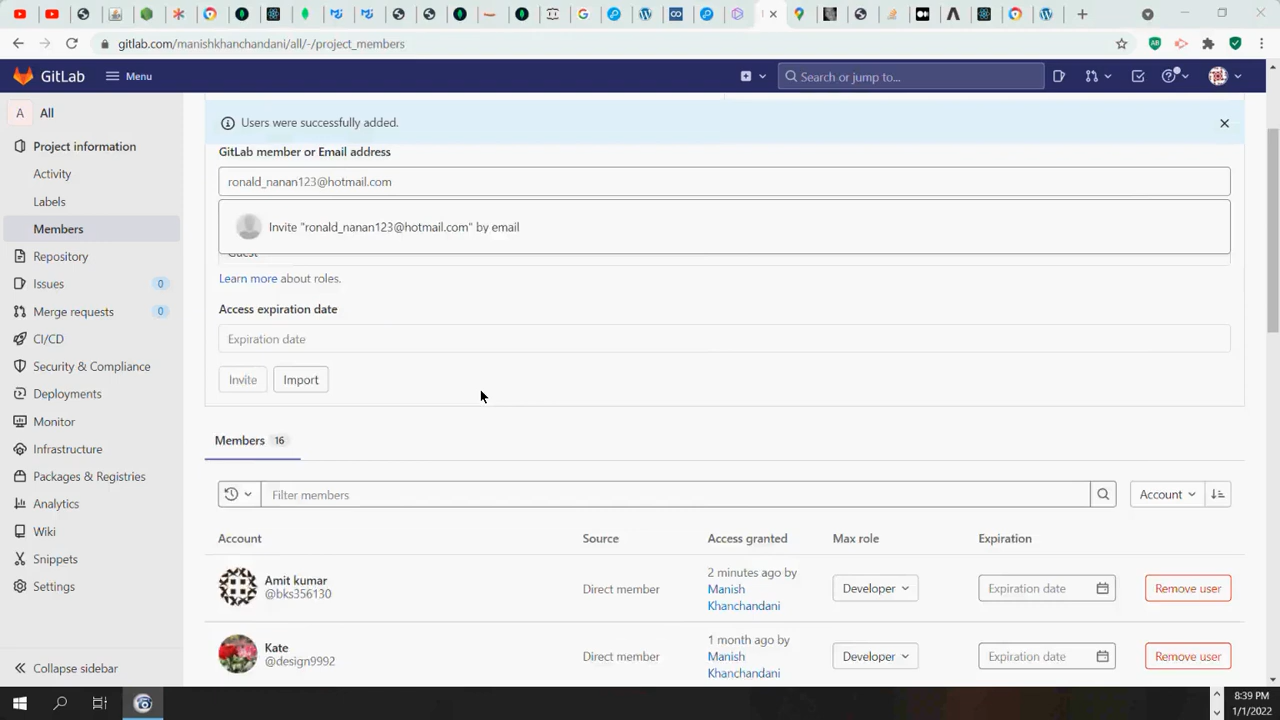 gitlab.com/manishkhanchandani/all/-/project_members
GitLab
Menu
Search or jump to...
A All
Project information
Activity
Labels
Members
Repository
Issues 0
Merge requests 0
CI/CD
Security & Compliance
Deployments
Monitor
Infrastructure
Packages & Registries
Analytics
Wiki
Snippets
Settings
Collapse sidebar
Users were successfully added.
GitLab member or Email address
ronald_nanan123@hotmail.com
Invite "ronald_nanan123@hotmail.com" by email
Guest
Learn more about roles.
Access expiration date
Expiration date
Invite Import
Members 16
Filter members
Account
Account Source Access granted Max role Expiration
Amit kumar
@bks356130
Direct member
2 minutes ago by
Manish
Khanchandani
Developer
Expiration date
Remove user
Kate
@design9992
Direct member
1 month ago by
Manish
Khanchandani
Developer
Expiration date
Remove user
8:39 PM
1/1/2022